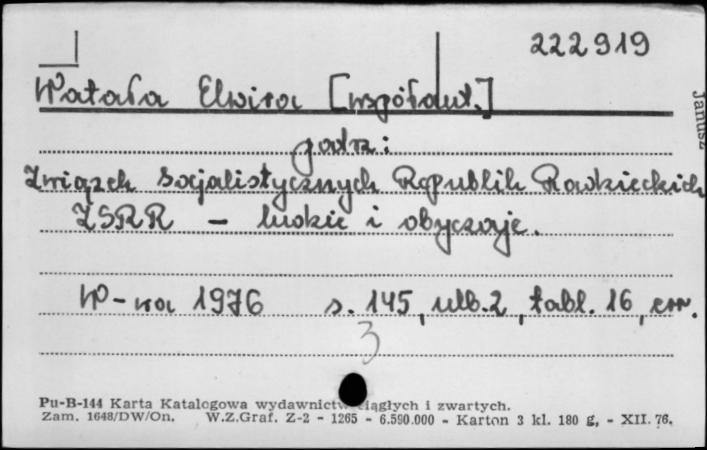 222919
Watała Elwira [współaut.]
Janusz
podz:
Związek Socjalistycznych Republik Radzieckich
ZSRR – ludzie i obyczaje.
W-wa 1976 s. 145, ulb. 2, tabl. 16, err.
3
Pu-B-144 Karta Katalogowa wydawnictw ciągłych i zwartych.
Zam. 1648/DW/On. W.Z.Graf. Z-2 - 1265 - 6.590.000 - Karton 3 kl. 180 g, - XII. 76.